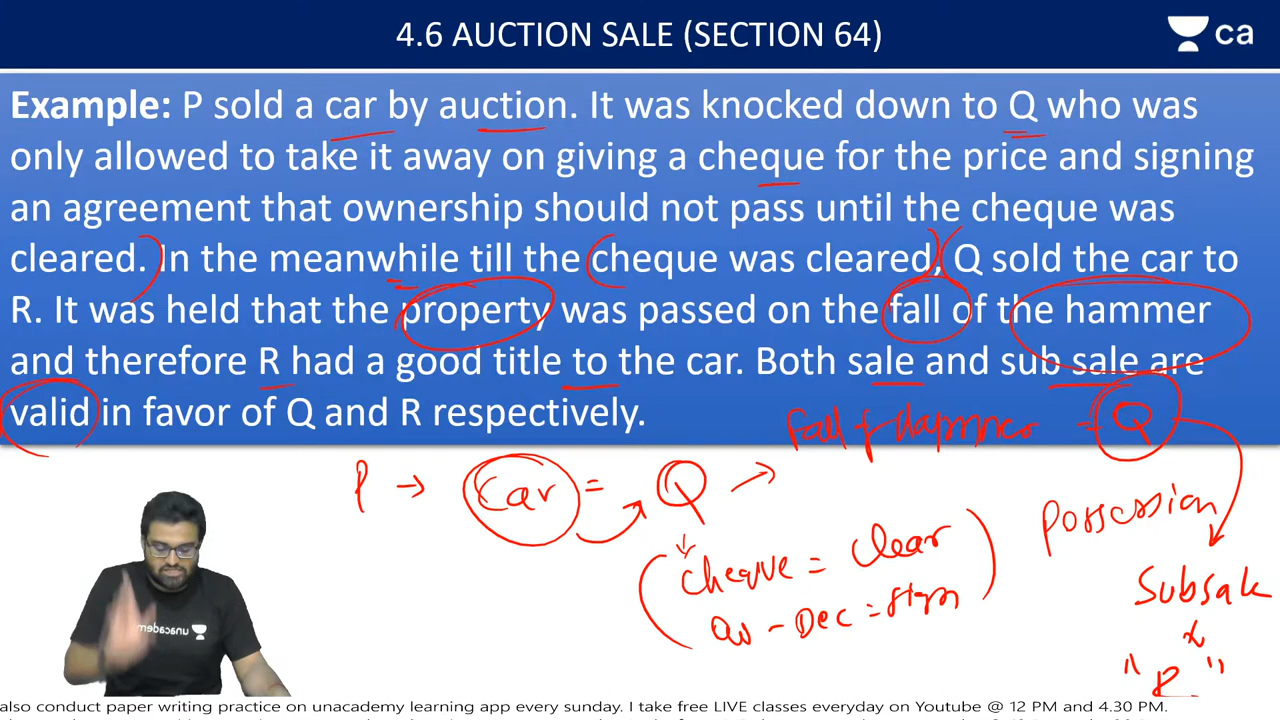 4.6 AUCTION SALE (SECTION 64)
ca
Example: P sold a car by auction. It was knocked down to Q who was
only allowed to take it away on giving a cheque for the price and signing
an agreement that ownership should not pass until the cheque was
cleared. In the meanwhile till the cheque was cleared, Q sold the car to
R. It was held that the property was passed on the fall of the hammer
and therefore R had a good title to the car. Both sale and sub sale are
valid in favor of Q and R respectively.
Fall of Hammer = Q
P → Car = Q →
Possession
Cheque = Clear
- Dec = sign
Subsale
"R"
unacademy
also conduct paper writing practice on unacademy learning app every sunday. I take free LIVE classes everyday on Youtube @ 12 PM and 4.30 PM.